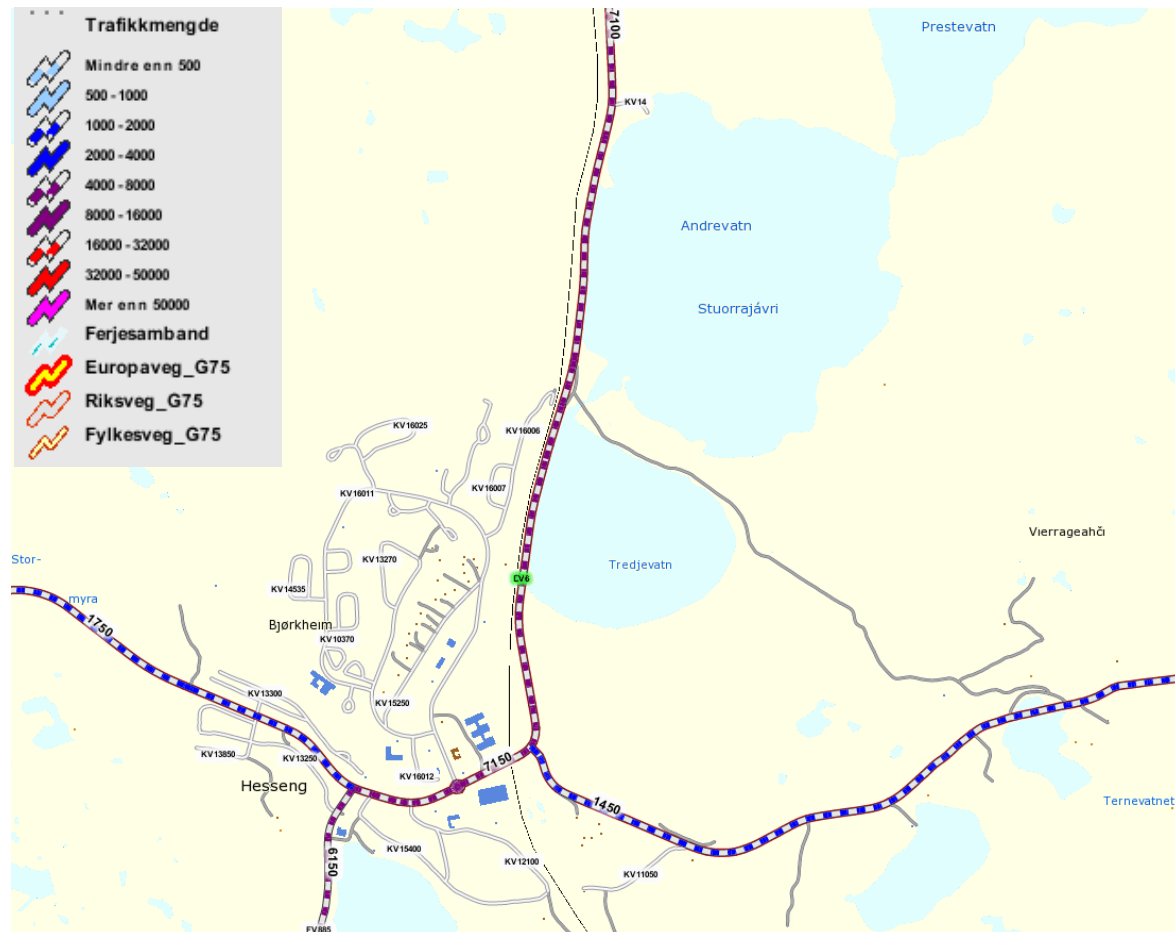 Trafikkmengde
Mindre enn 500
500 - 1000
1000 - 2000
2000 - 4000
4000 - 8000
8000 - 16000
16000 - 32000
32000 - 50000
Mer enn 50000
Ferjesamband
Europaveg_G75
Riksveg_G75
Fylkesveg_G75
7100
Prestevatn
KV14
Andrevatn
Stuorrajávri
KV16025
KV16006
KV16007
KV16011
Vierrageahči
Stor-
myra
KV13270
Tredjevatn
EV6
KV14535
1750
Bjørkheim
KV10370
KV13300
KV15250
KV13850
KV13250
7150
KV16012
Hesseng
1450
Ternevatnet
6150
KV15400
KV12100
KV11050
FV885